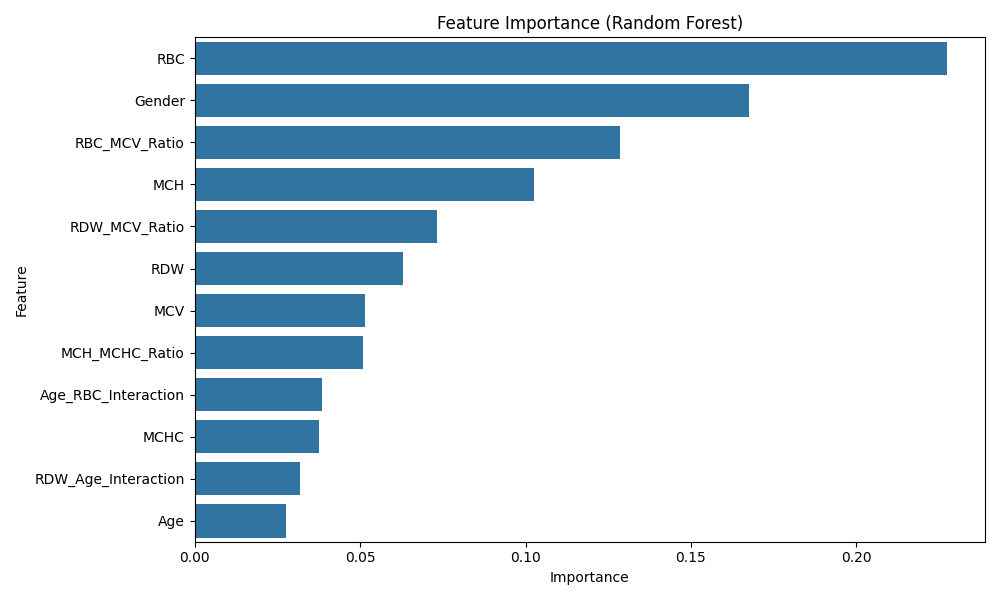 Feature Importance (Random Forest)
RBC
Gender
RBC_MCV_Ratio
MCH
RDW_MCV_Ratio
RDW
MCV
MCH_MCHC_Ratio
Age_RBC_Interaction
MCHC
RDW_Age_Interaction
Age
Feature
0.00 0.05 0.10 0.15 0.20
Importance